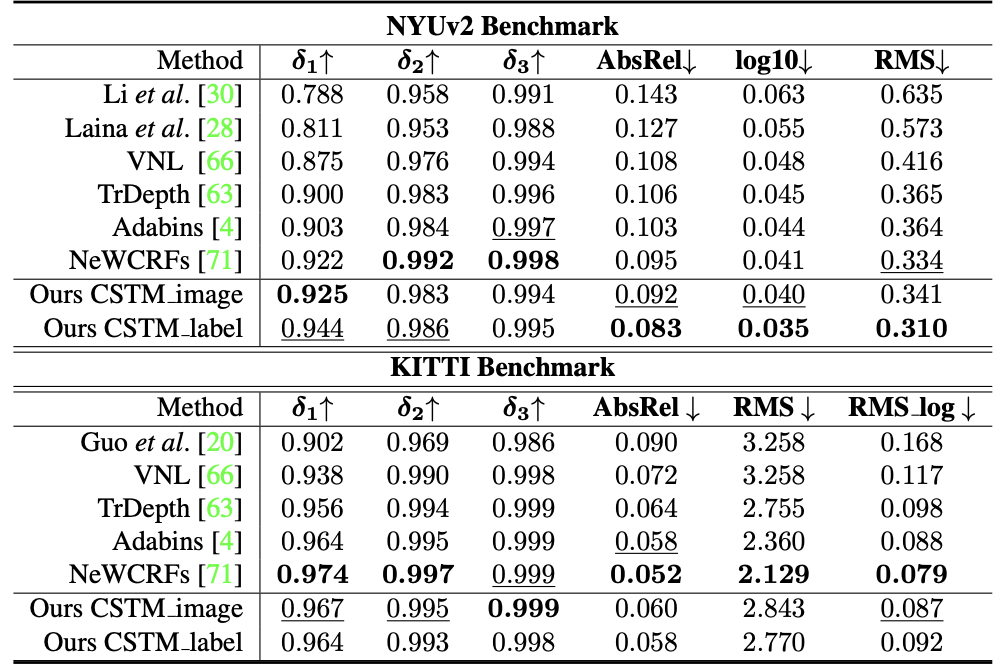 NYUv2 Benchmark
Method δ1↑ δ2↑ δ3↑ AbsRel↓ log10↓ RMS↓
Li et al. [30] 0.788 0.958 0.991 0.143 0.063 0.635
Laina et al. [28] 0.811 0.953 0.988 0.127 0.055 0.573
VNL [66] 0.875 0.976 0.994 0.108 0.048 0.416
TrDepth [63] 0.900 0.983 0.996 0.106 0.045 0.365
Adabins [4] 0.903 0.984 0.997 0.103 0.044 0.364
NeWCRFs [71] 0.922 0.992 0.998 0.095 0.041 0.334
Ours CSTM_image 0.925 0.983 0.994 0.092 0.040 0.341
Ours CSTM_label 0.944 0.986 0.995 0.083 0.035 0.310
KITTI Benchmark
Method δ1↑ δ2↑ δ3↑ AbsRel ↓ RMS ↓ RMS_log ↓
Guo et al. [20] 0.902 0.969 0.986 0.090 3.258 0.168
VNL [66] 0.938 0.990 0.998 0.072 3.258 0.117
TrDepth [63] 0.956 0.994 0.999 0.064 2.755 0.098
Adabins [4] 0.964 0.995 0.999 0.058 2.360 0.088
NeWCRFs [71] 0.974 0.997 0.999 0.052 2.129 0.079
Ours CSTM_image 0.967 0.995 0.999 0.060 2.843 0.087
Ours CSTM_label 0.964 0.993 0.998 0.058 2.770 0.092